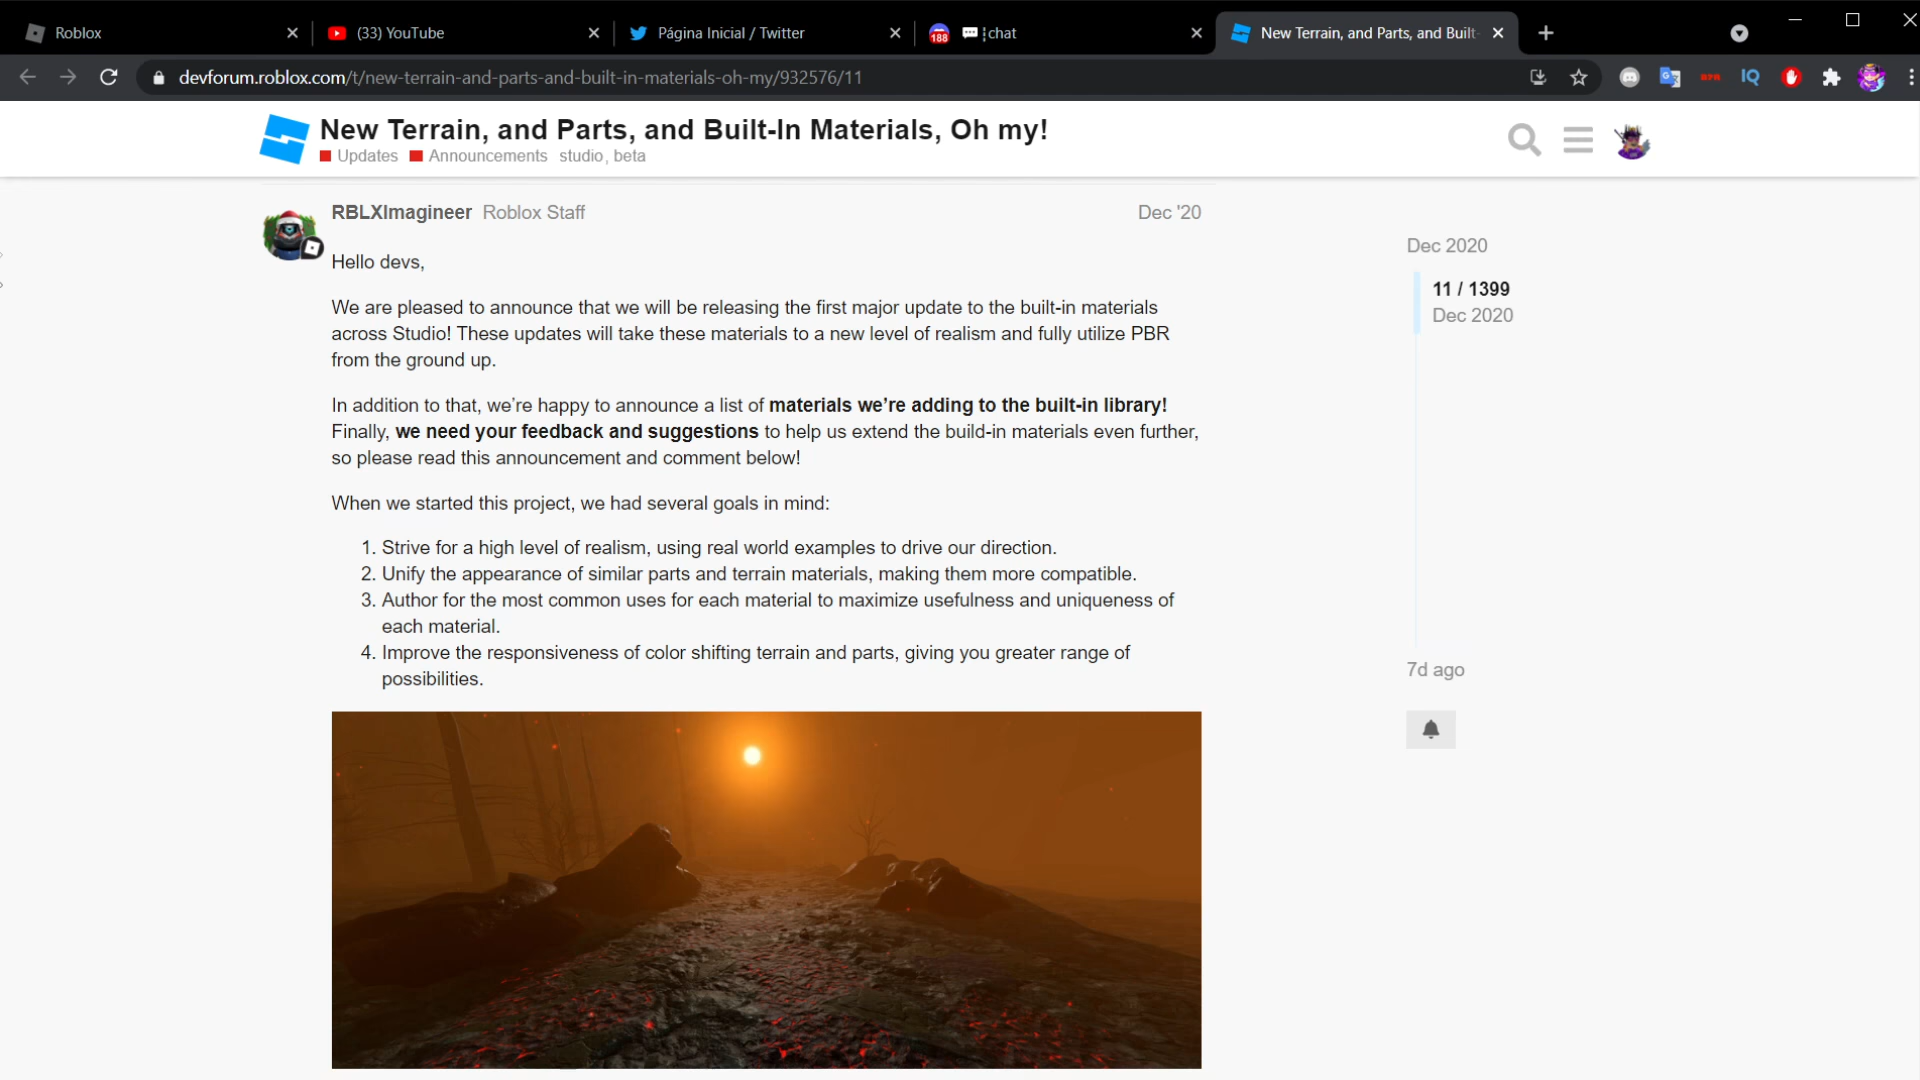 Roblox
(33) YouTube
Página Inicial / Twitter
188
¦chat
New Terrain, and Parts, and Built-
devforum.roblox.com/t/new-terrain-and-parts-and-built-in-materials-oh-my/932576/11
IQ
New Terrain, and Parts, and Built-In Materials, Oh my!
Updates Announcements studio, beta
RBLXImagineer Roblox Staff
Dec '20
Hello devs,
We are pleased to announce that we will be releasing the first major update to the built-in materials
across Studio! These updates will take these materials to a new level of realism and fully utilize PBR
from the ground up.
In addition to that, we’re happy to announce a list of materials we’re adding to the built-in library!
Finally, we need your feedback and suggestions to help us extend the build-in materials even further,
so please read this announcement and comment below!
When we started this project, we had several goals in mind:
1. Strive for a high level of realism, using real world examples to drive our direction.
2. Unify the appearance of similar parts and terrain materials, making them more compatible.
3. Author for the most common uses for each material to maximize usefulness and uniqueness of
each material.
4. Improve the responsiveness of color shifting terrain and parts, giving you greater range of
possibilities.
Dec 2020
11 / 1399
Dec 2020
7d ago